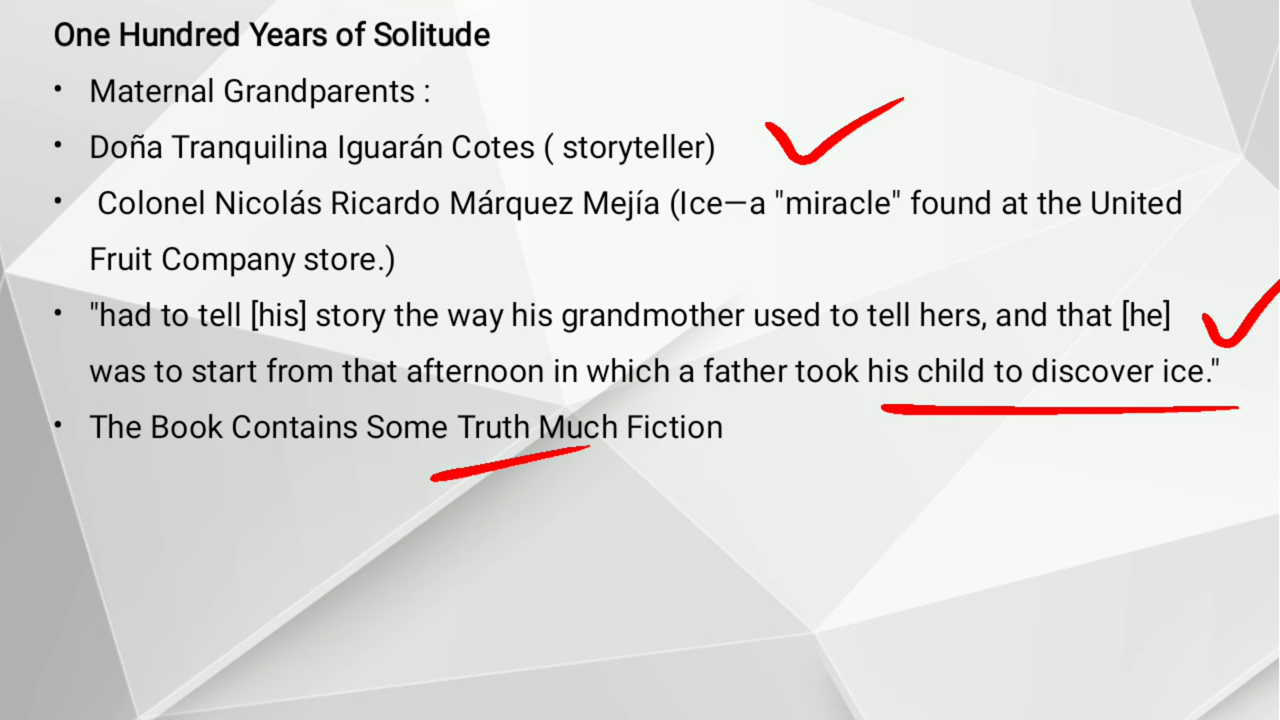 One Hundred Years of Solitude
• Maternal Grandparents :
• Doña Tranquilina Iguarán Cotes ( storyteller)
• Colonel Nicolás Ricardo Márquez Mejía (Ice—a "miracle" found at the United
Fruit Company store.)
• "had to tell [his] story the way his grandmother used to tell hers, and that [he]
was to start from that afternoon in which a father took his child to discover ice."
• The Book Contains Some Truth Much Fiction